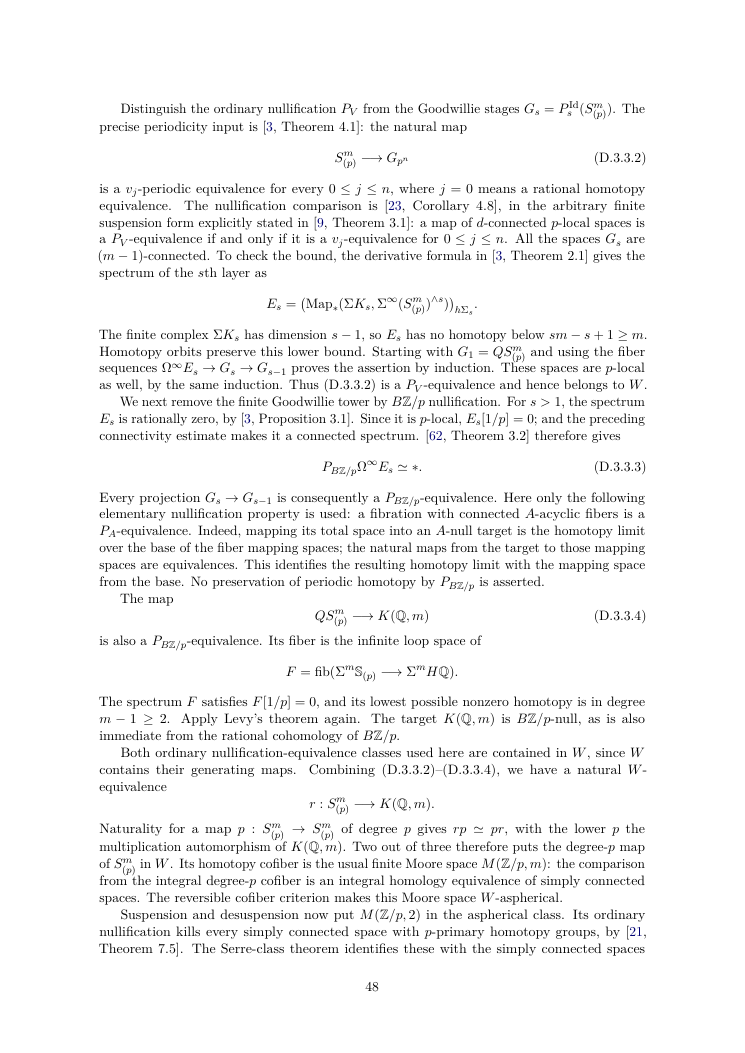 Distinguish the ordinary nullification P_V from the Goodwillie stages G_s = P_s^{Id}(S^m_{(p)}). The
precise periodicity input is [3, Theorem 4.1]: the natural map
S^m_{(p)} ⟶ G_{p^n} (D.3.3.2)
is a v_j-periodic equivalence for every 0 ≤ j ≤ n, where j = 0 means a rational homotopy
equivalence. The nullification comparison is [23, Corollary 4.8], in the arbitrary finite
suspension form explicitly stated in [9, Theorem 3.1]: a map of d-connected p-local spaces is
a P_V-equivalence if and only if it is a v_j-equivalence for 0 ≤ j ≤ n. All the spaces G_s are
(m − 1)-connected. To check the bound, the derivative formula in [3, Theorem 2.1] gives the
spectrum of the sth layer as
E_s = (Map_*(ΣK_s, Σ^∞(S^m_{(p)})^{∧s}))_{hΣ_s}.
The finite complex ΣK_s has dimension s − 1, so E_s has no homotopy below sm − s + 1 ≥ m.
Homotopy orbits preserve this lower bound. Starting with G_1 = QS^m_{(p)} and using the fiber
sequences Ω^∞E_s → G_s → G_{s−1} proves the assertion by induction. These spaces are p-local
as well, by the same induction. Thus (D.3.3.2) is a P_V-equivalence and hence belongs to W.
We next remove the finite Goodwillie tower by Bℤ/p nullification. For s > 1, the spectrum
E_s is rationally zero, by [3, Proposition 3.1]. Since it is p-local, E_s[1/p] = 0; and the preceding
connectivity estimate makes it a connected spectrum. [62, Theorem 3.2] therefore gives
P_{Bℤ/p}Ω^∞E_s ≃ ∗. (D.3.3.3)
Every projection G_s → G_{s−1} is consequently a P_{Bℤ/p}-equivalence. Here only the following
elementary nullification property is used: a fibration with connected A-acyclic fibers is a
P_A-equivalence. Indeed, mapping its total space into an A-null target is the homotopy limit
over the base of the fiber mapping spaces; the natural maps from the target to those mapping
spaces are equivalences. This identifies the resulting homotopy limit with the mapping space
from the base. No preservation of periodic homotopy by P_{Bℤ/p} is asserted.
The map
QS^m_{(p)} ⟶ K(ℚ, m) (D.3.3.4)
is also a P_{Bℤ/p}-equivalence. Its fiber is the infinite loop space of
F = fib(Σ^m𝕊_{(p)} ⟶ Σ^mHℚ).
The spectrum F satisfies F[1/p] = 0, and its lowest possible nonzero homotopy is in degree
m − 1 ≥ 2. Apply Levy's theorem again. The target K(ℚ, m) is Bℤ/p-null, as is also
immediate from the rational cohomology of Bℤ/p.
Both ordinary nullification-equivalence classes used here are contained in W, since W
contains their generating maps. Combining (D.3.3.2)–(D.3.3.4), we have a natural W-
equivalence
r : S^m_{(p)} ⟶ K(ℚ, m).
Naturality for a map p : S^m_{(p)} → S^m_{(p)} of degree p gives rp ≃ pr, with the lower p the
multiplication automorphism of K(ℚ, m). Two out of three therefore puts the degree-p map
of S^m_{(p)} in W. Its homotopy cofiber is the usual finite Moore space M(ℤ/p, m): the comparison
from the integral degree-p cofiber is an integral homology equivalence of simply connected
spaces. The reversible cofiber criterion makes this Moore space W-aspherical.
Suspension and desuspension now put M(ℤ/p, 2) in the aspherical class. Its ordinary
nullification kills every simply connected space with p-primary homotopy groups, by [21,
Theorem 7.5]. The Serre-class theorem identifies these with the simply connected spaces
48